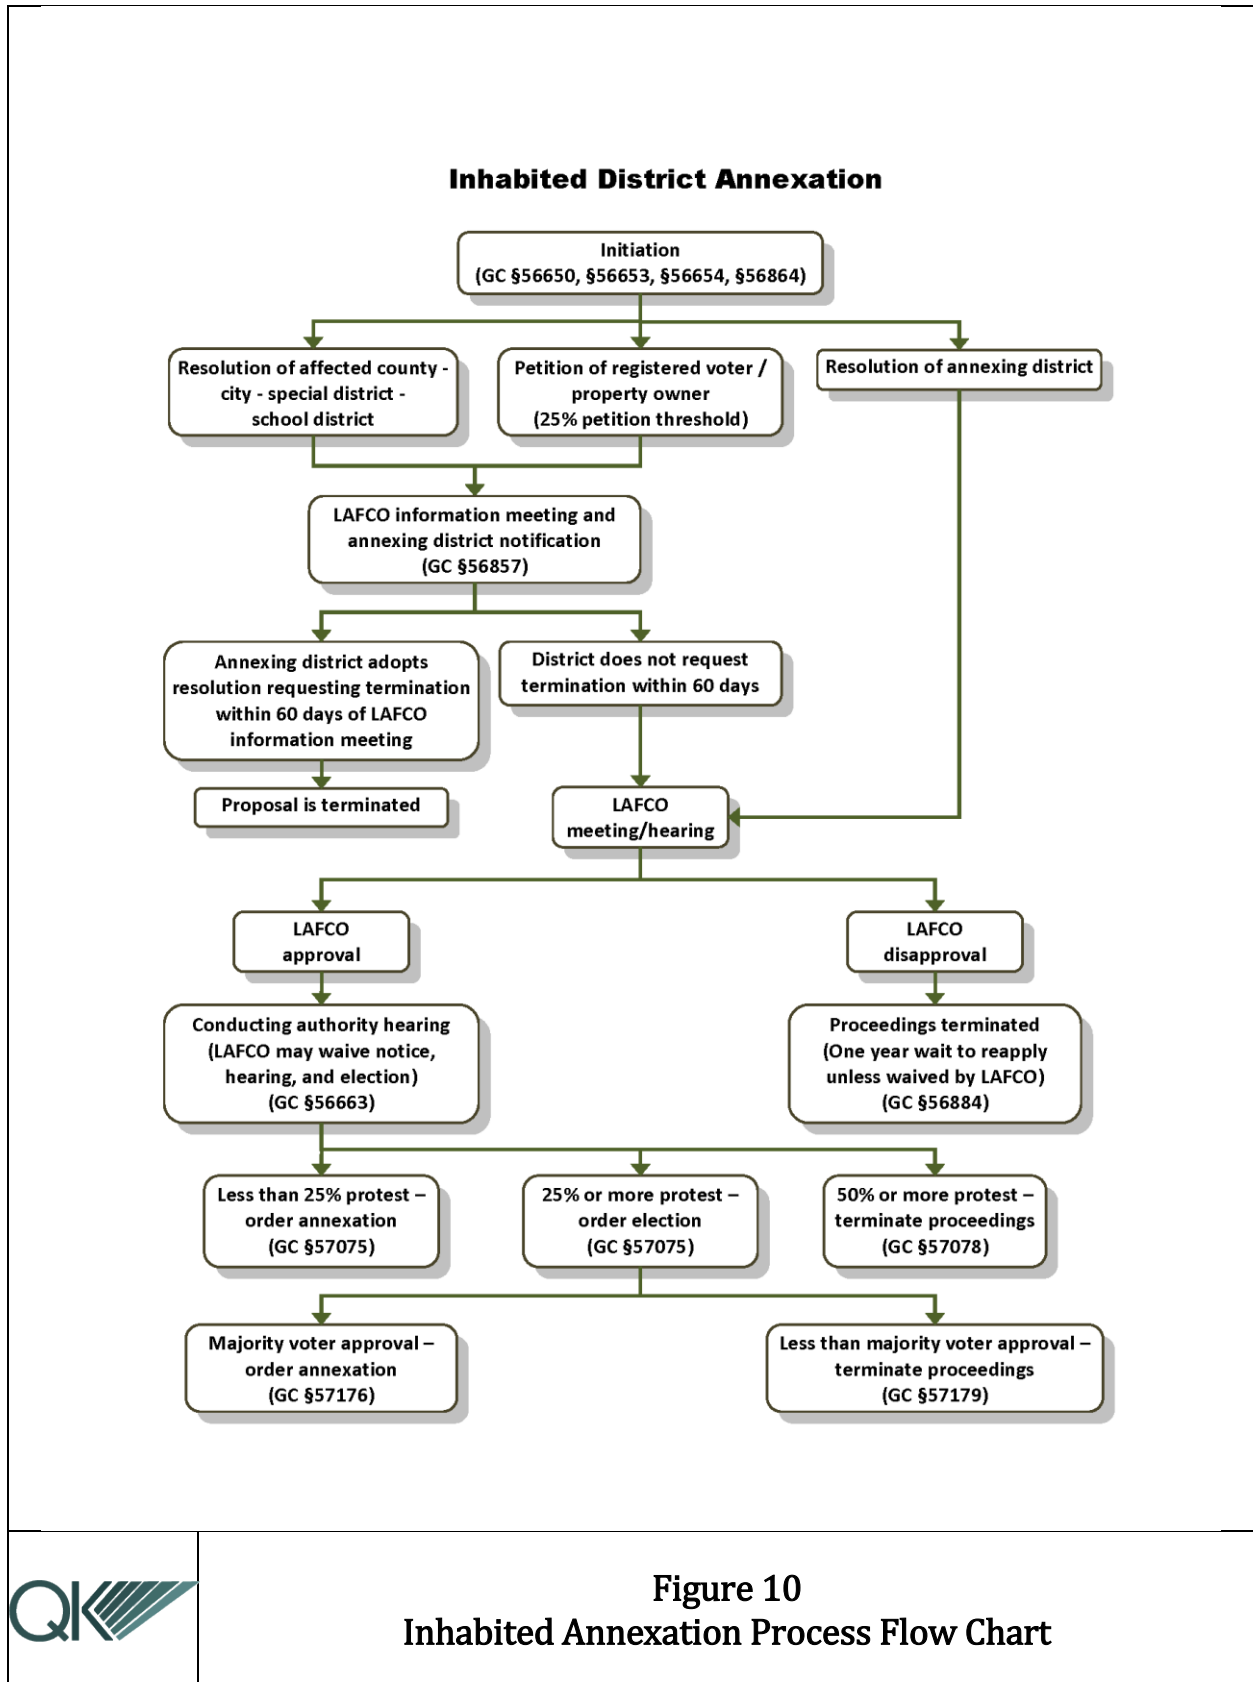 Inhabited District Annexation
Initiation
(GC §56650, §56653, §56654, §56864)
Resolution of affected county -
city - special district -
school district
Petition of registered voter /
property owner
(25% petition threshold)
Resolution of annexing district
LAFCO information meeting and
annexing district notification
(GC §56857)
Annexing district adopts
resolution requesting termination
within 60 days of LAFCO
information meeting
District does not request
termination within 60 days
Proposal is terminated
LAFCO
meeting/hearing
LAFCO
approval
LAFCO
disapproval
Conducting authority hearing
(LAFCO may waive notice,
hearing, and election)
(GC §56663)
Proceedings terminated
(One year wait to reapply
unless waived by LAFCO)
(GC §56884)
Less than 25% protest –
order annexation
(GC §57075)
25% or more protest –
order election
(GC §57075)
50% or more protest –
terminate proceedings
(GC §57078)
Majority voter approval –
order annexation
(GC §57176)
Less than majority voter approval –
terminate proceedings
(GC §57179)
QK
Figure 10
Inhabited Annexation Process Flow Chart